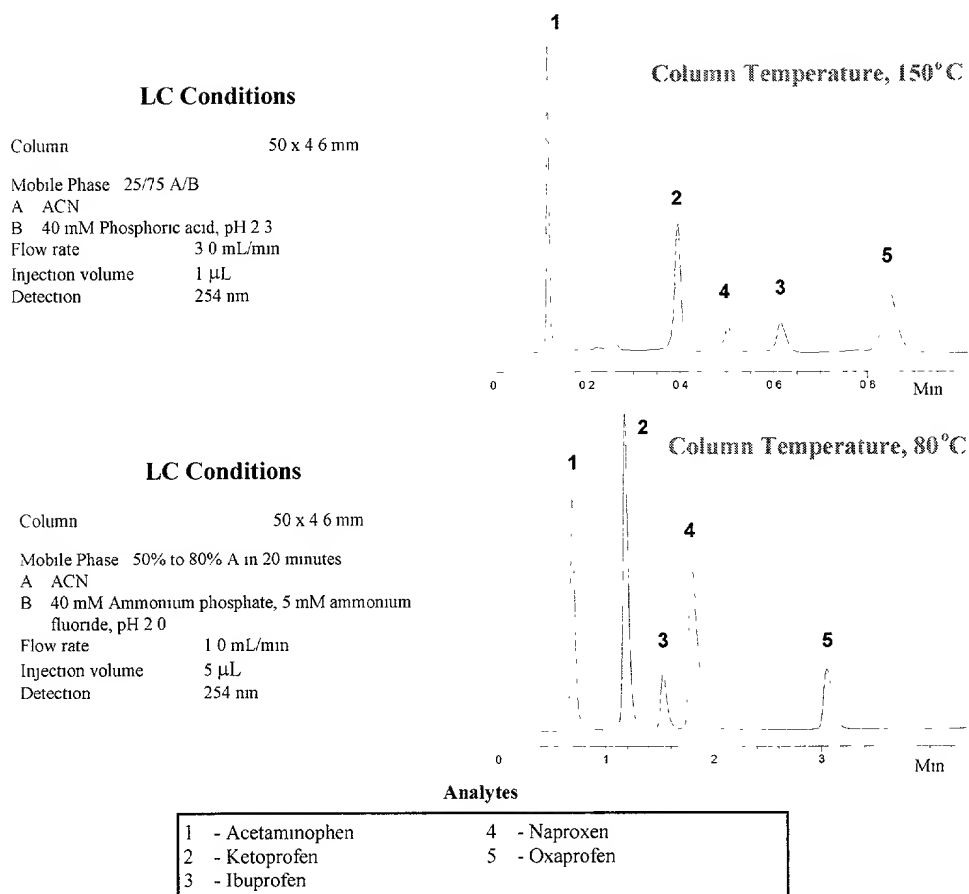 LC Conditions
Column 50 x 4 6 mm
Mobile Phase 25/75 A/B
A ACN
B 40 mM Phosphoric acid, pH 2 3
Flow rate 3 0 mL/min
Injection volume 1 μL
Detection 254 nm
1
Column Temperature, 150°C
2
4
3
5
0 0 2 0 4 0 6 0 8 Min
LC Conditions
Column 50 x 4 6 mm
Mobile Phase 50% to 80% A in 20 minutes
A ACN
B 40 mM Ammonium phosphate, 5 mM ammonium
fluoride, pH 2 0
Flow rate 1 0 mL/min
Injection volume 5 μL
Detection 254 nm
2
Column Temperature, 80°C
1
4
3
5
0 1 2 3 Min
Analytes
1 - Acetaminophen 4 - Naproxen
2 - Ketoprofen 5 - Oxaprofen
3 - Ibuprofen